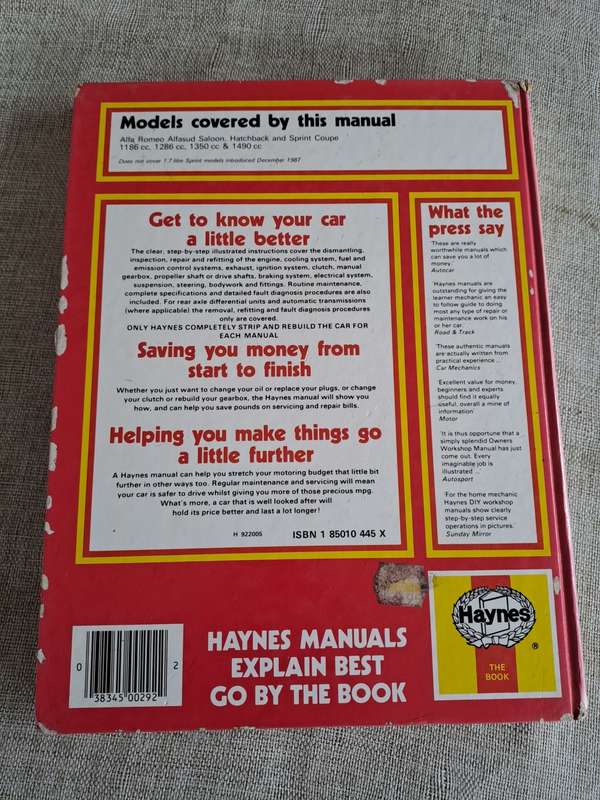 Models covered by this manual
Alfa Romeo Alfasud Saloon, Hatchback and Sprint Coupe
1186 cc, 1286 cc, 1350 cc & 1490 cc
Does not cover 1.7 litre Sprint models introduced December 1987
Get to know your car
a little better
The clear, step-by-step illustrated instructions cover the dismantling,
inspection, repair and refitting of the engine, cooling system, fuel and
emission control systems, exhaust, ignition system, clutch, manual
gearbox, propeller shaft or drive shafts, braking system, electrical system,
suspension, steering, bodywork and fittings. Routine maintenance,
complete specifications and detailed fault diagnosis procedures are also
included. For rear axle differential units and automatic transmissions
(where applicable) the removal, refitting and fault diagnosis procedures
only are covered.
ONLY HAYNES COMPLETELY STRIP AND REBUILD THE CAR FOR
EACH MANUAL
Saving you money from
start to finish
Whether you just want to change your oil or replace your plugs, or change
your clutch or rebuild your gearbox, the Haynes manual will show you
how, and can help you save pounds on servicing and repair bills.
Helping you make things go
a little further
A Haynes manual can help you stretch your motoring budget that little bit
further in other ways too. Regular maintenance and servicing will mean
your car is safer to drive whilst giving you more of those precious mpg.
What's more, a car that is well looked after will
hold its price better and last a lot longer!
H 922005
ISBN 1 85010 445 X
What the
press say
'These are really
worthwhile manuals which
can save you a lot of
money'
Autocar
'Haynes manuals are
outstanding for giving the
learner mechanic an easy
to follow guide to doing
most any type of repair or
maintenance work on his
or her car.'
Road & Track
'These authentic manuals
are actually written from
practical experience ...'
Car Mechanics
'Excellent value for money,
beginners and experts
should find it equally
useful, overall a mine of
information'
Motor
'It is thus opportune that a
simply splendid Owners
Workshop Manual has just
come out. Every
imaginable job is
illustrated ...'
Autosport
'For the home mechanic
Haynes DIY workshop
manuals show clearly
step-by-step service
operations in pictures.'
Sunday Mirror
0 38345 00292 2
HAYNES MANUALS
EXPLAIN BEST
GO BY THE BOOK
Haynes
®
THE
BOOK